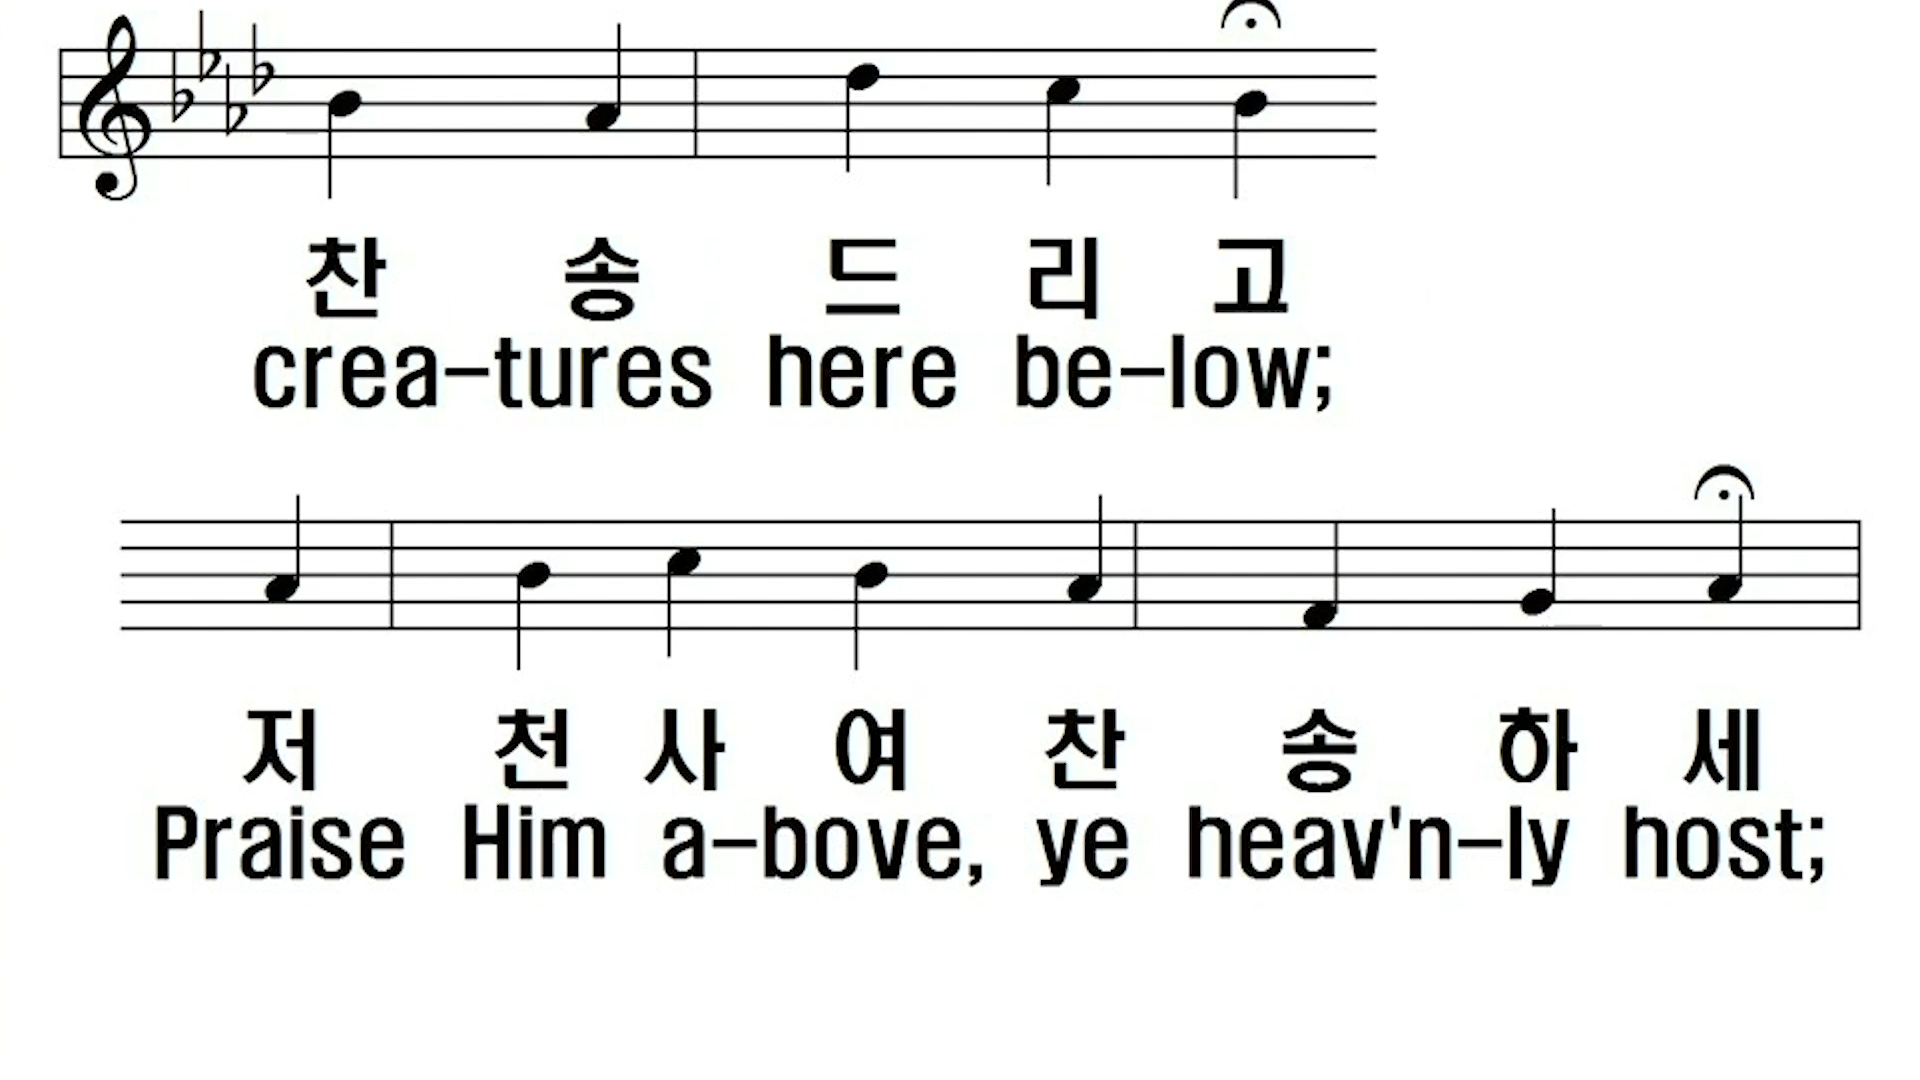 찬 송 드 리 고
crea-tures here be-low;
저 천 사 여 찬 송 하 세
Praise Him a-bove, ye heav'n-ly host;